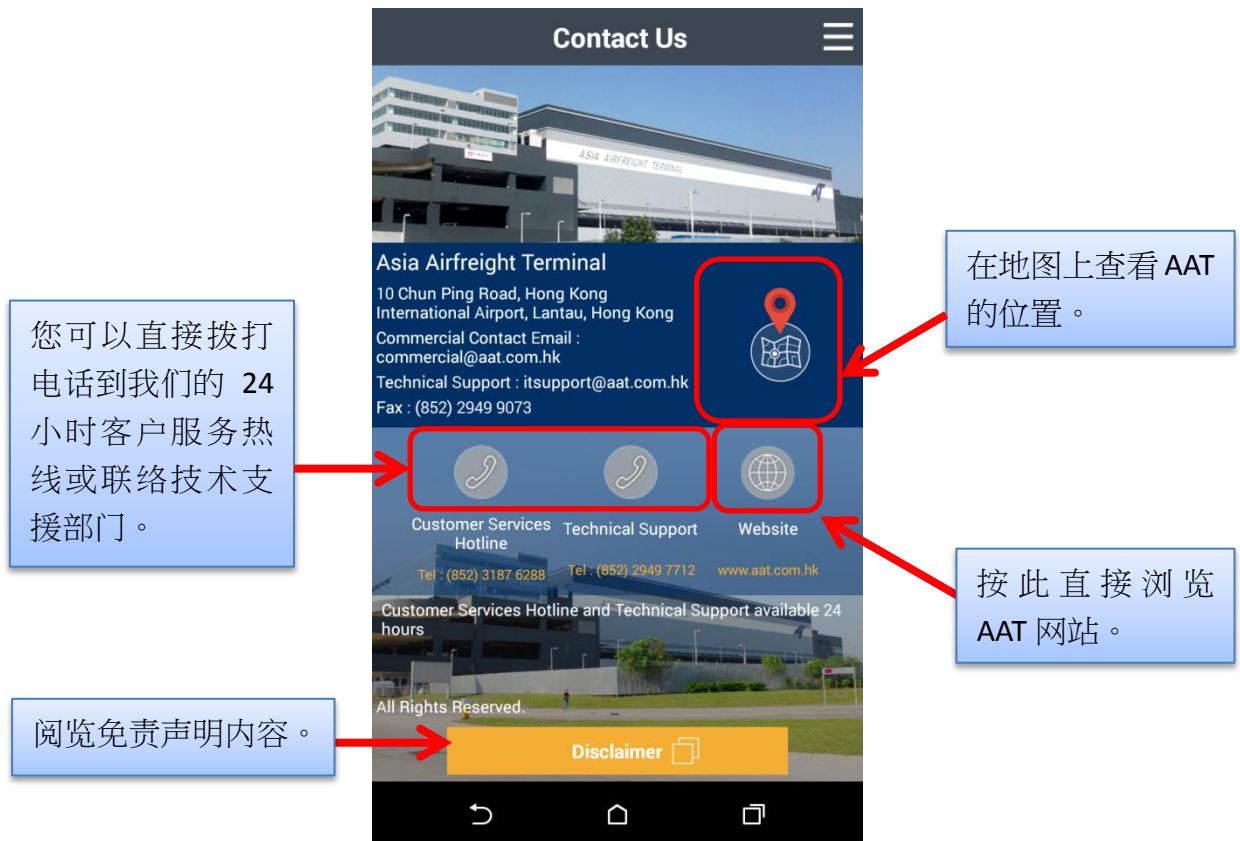 Contact Us
ASIA AIRFREIGHT TERMINAL
Asia Airfreight Terminal
10 Chun Ping Road, Hong Kong
International Airport, Lantau, Hong Kong
Commercial Contact Email :
commercial@aat.com.hk
Technical Support : itsupport@aat.com.hk
Fax : (852) 2949 9073
在地图上查看 AAT
的位置。
您可以直接拨打
电话到我们的 24
小时客户服务热
线或联络技术支
援部门。
Customer Services
Hotline
Tel : (852) 3187 6288
Technical Support
Tel : (852) 2949 7712
Website
www.aat.com.hk
按此直接浏览
AAT 网站。
Customer Services Hotline and Technical Support available 24
hours
All Rights Reserved.
阅览免责声明内容。
Disclaimer